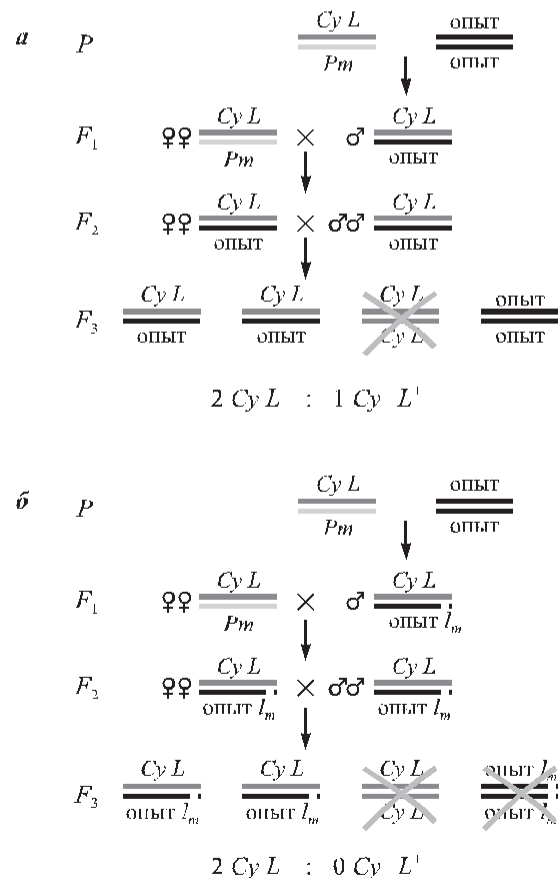 а P Cy L опыт
Pm опыт
F₁ ♀♀ Cy L × ♂ Cy L
Pm опыт
F₂ ♀♀ Cy L × ♂♂ Cy L
опыт опыт
F₃ Cy L Cy L Cy L опыт
опыт опыт Cy L опыт
2 Cy L : 1 Cy⁺ L⁺
б P Cy L опыт
Pm опыт
F₁ ♀♀ Cy L × ♂ Cy L
Pm опыт lₘ
F₂ ♀♀ Cy L × ♂♂ Cy L
опыт lₘ опыт lₘ
F₃ Cy L Cy L Cy L опыт lₘ
опыт lₘ опыт lₘ Cy L опыт lₘ
2 Cy L : 0 Cy⁺ L⁺